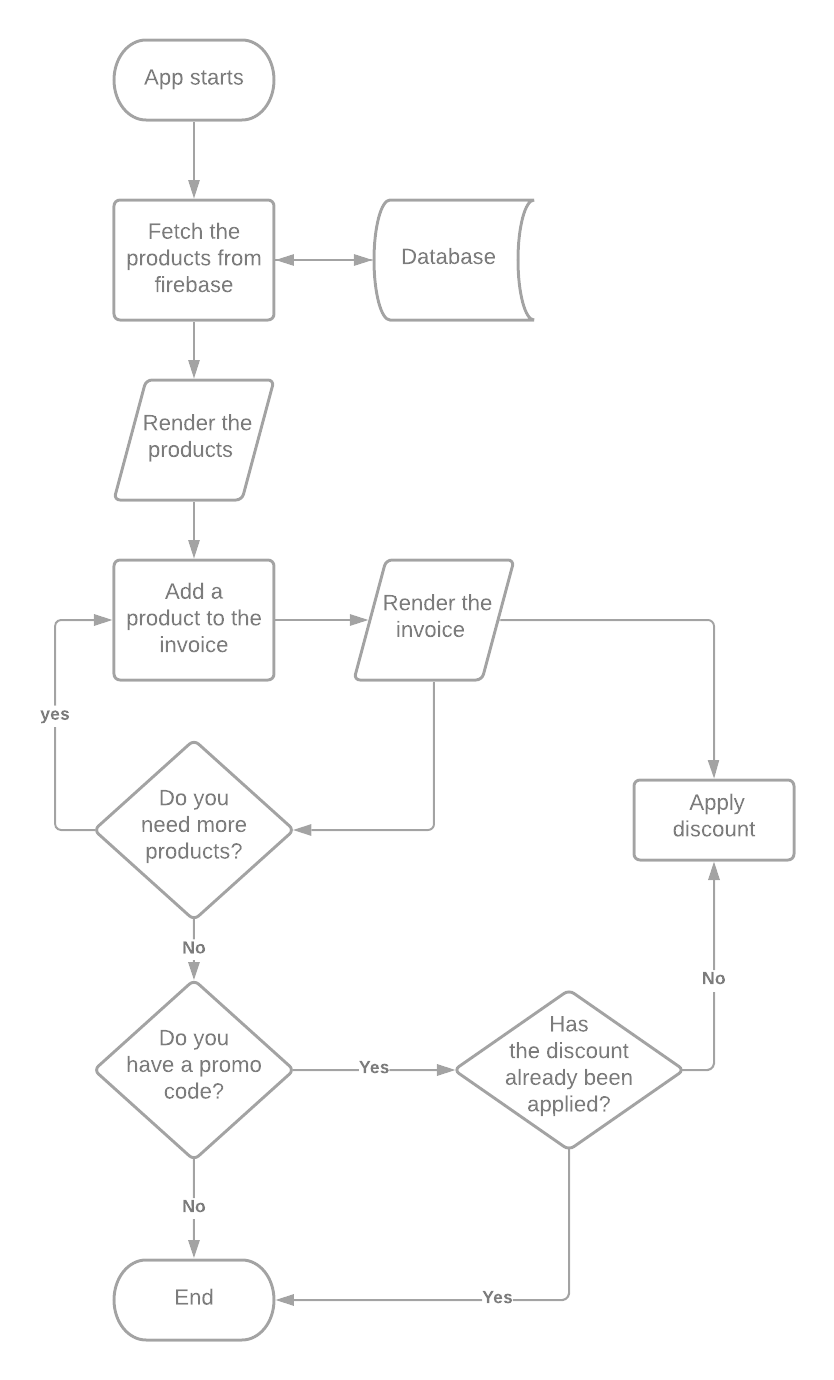 App starts
Fetch the
products from
firebase
Database
Render the
products
Add a
product to the
invoice
Render the
invoice
yes
Do you
need more
products?
Apply
discount
No
No
Do you
have a promo
code?
Yes
Has
the discount
already been
applied?
No
End
Yes